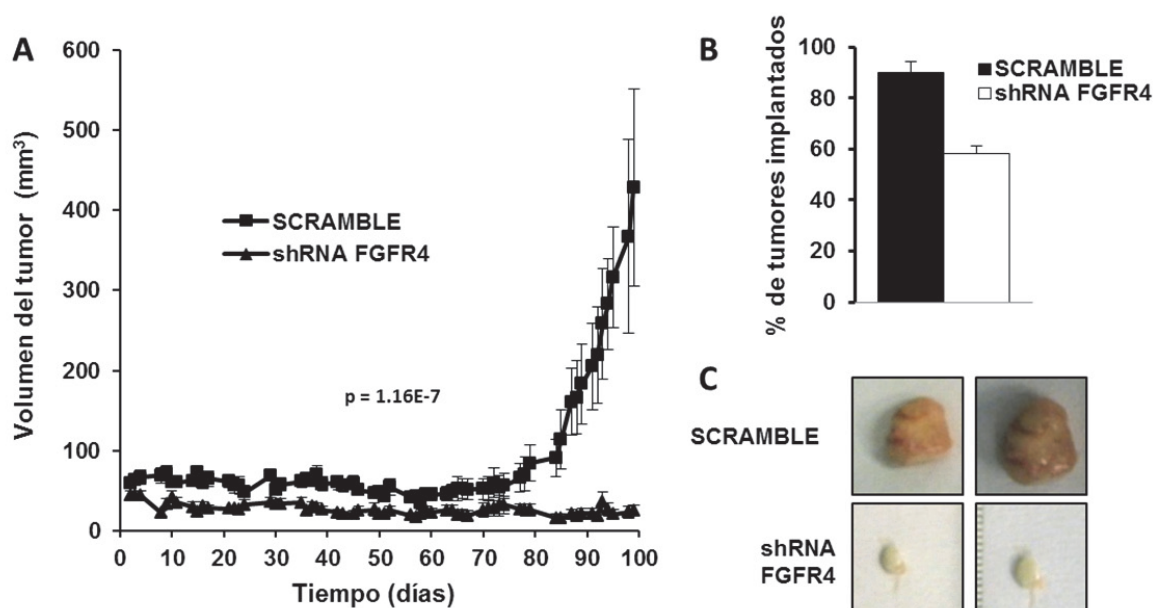 A
600
500
400
300
200
100
0
Volumen del tumor (mm³)
SCRAMBLE
shRNA FGFR4
p = 1.16E-7
0 10 20 30 40 50 60 70 80 90 100
Tiempo (días)
B
100
80
60
40
20
0
% de tumores implantados
SCRAMBLE
shRNA FGFR4
C
SCRAMBLE
shRNA
FGFR4